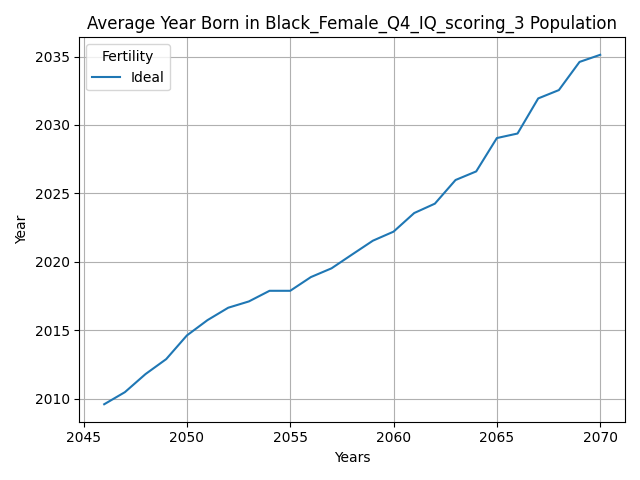 Average Year Born in Black_Female_Q4_IQ_scoring_3 Population
Fertility
Ideal
Year
2035
2030
2025
2020
2015
2010
2045 2050 2055 2060 2065 2070
Years